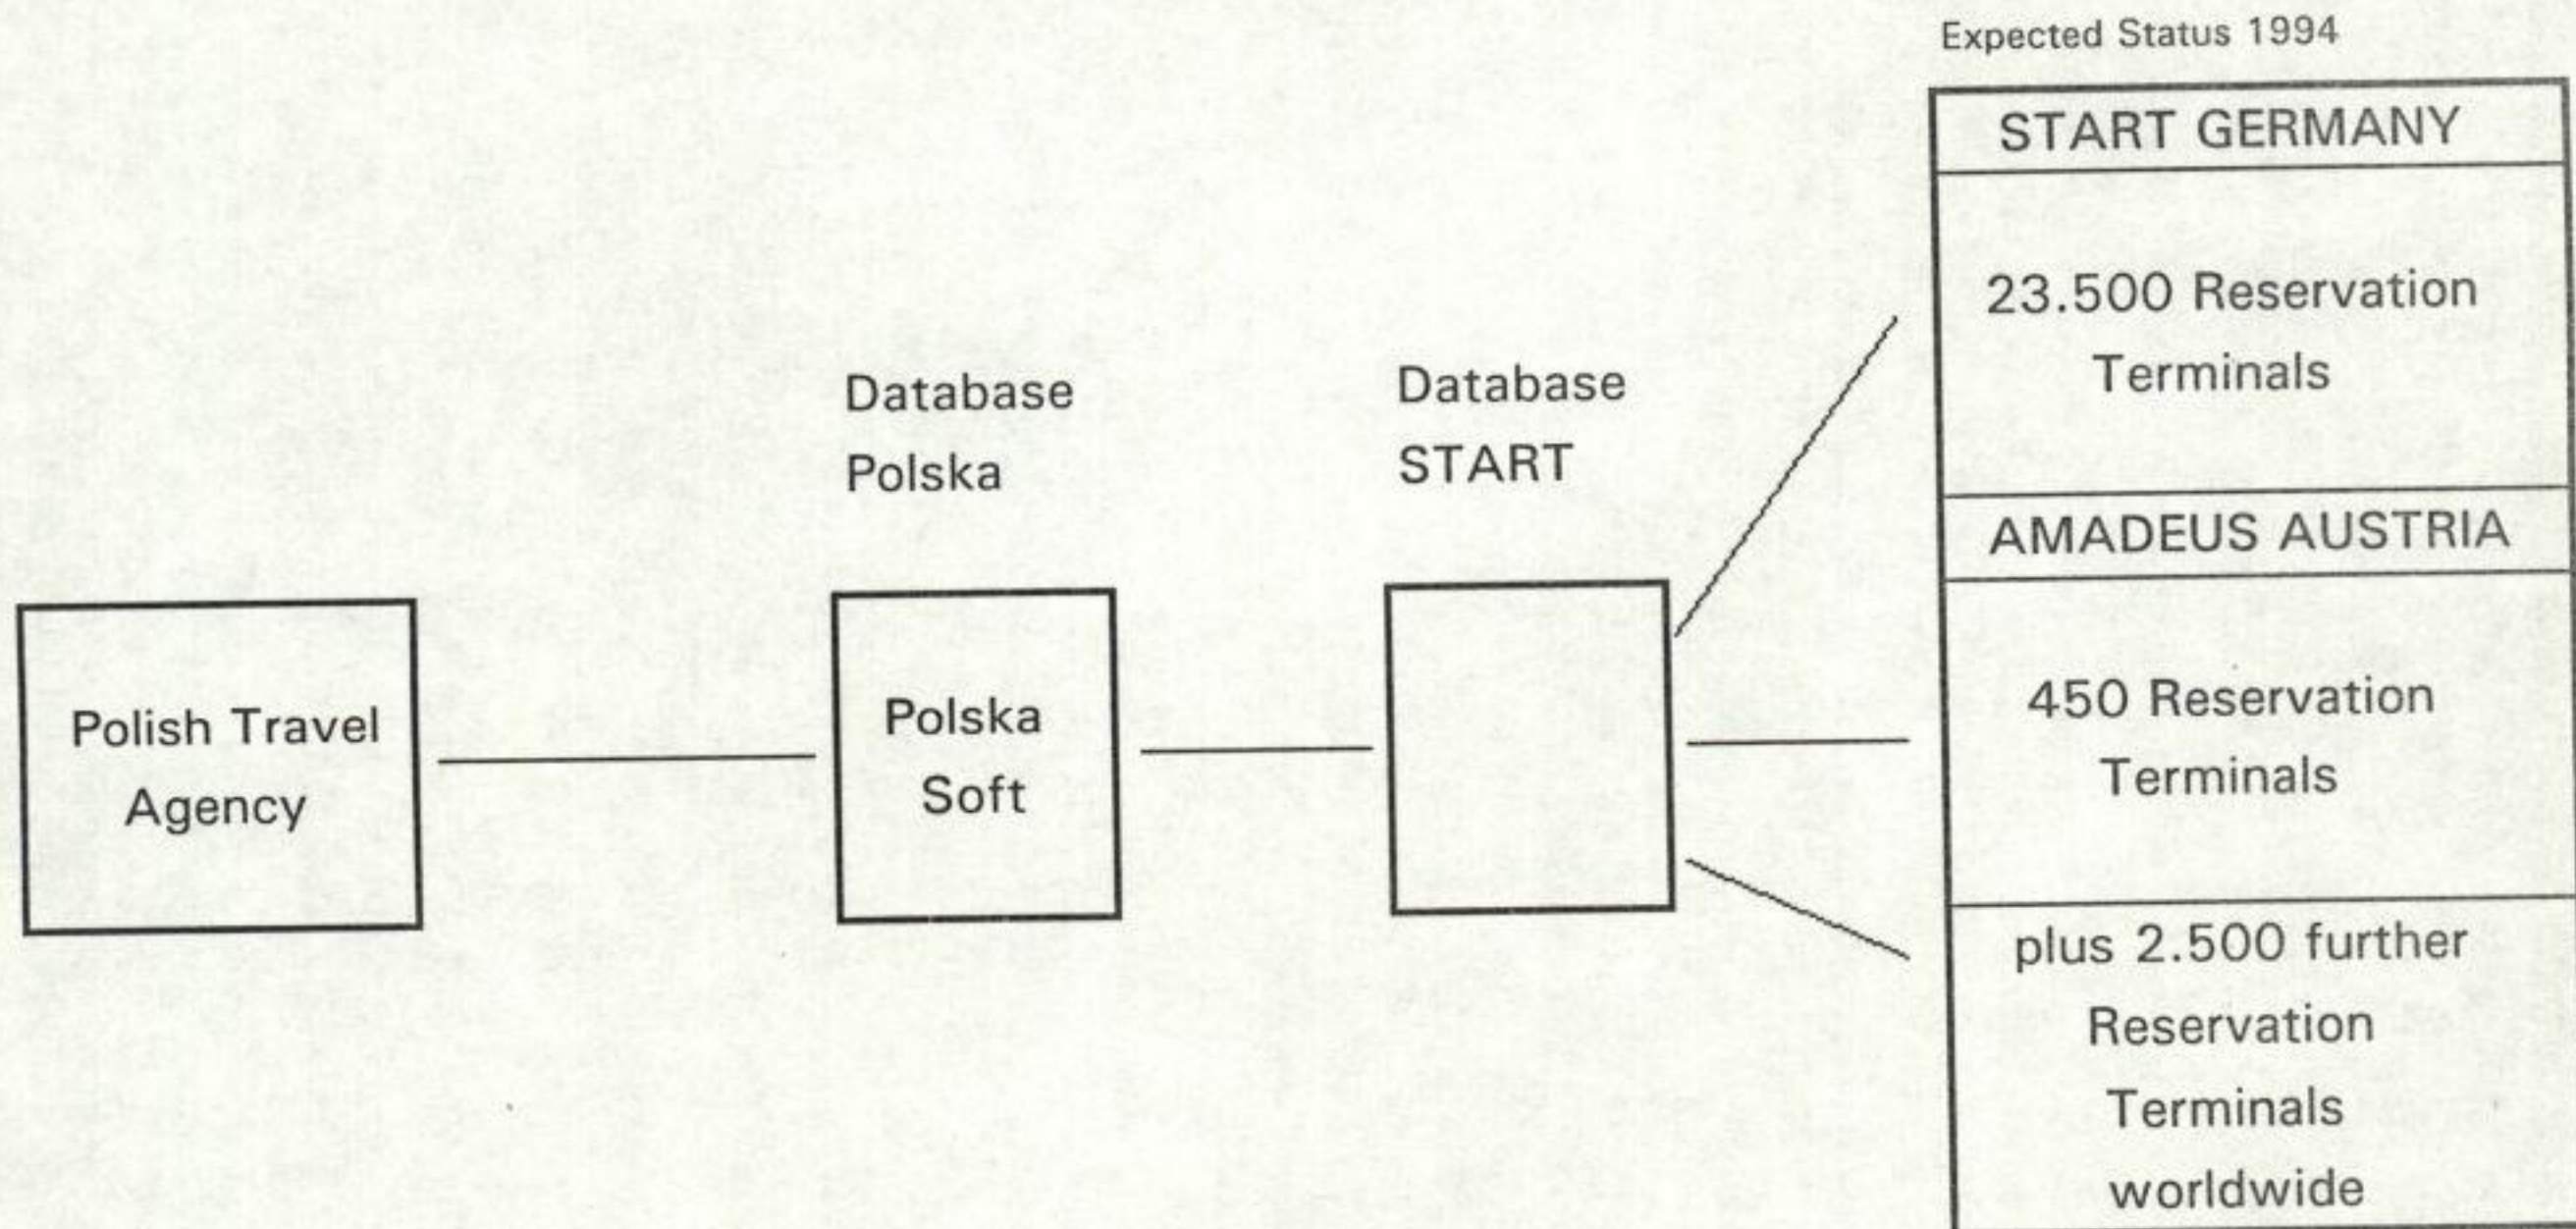 Expected Status 1994
START GERMANY
23.500 Reservation
Terminals
AMADEUS AUSTRIA
450 Reservation
Terminals
plus 2.500 further
Reservation
Terminals
worldwide
Database
Polska
Database
START
Polish Travel
Agency
Polska
Soft